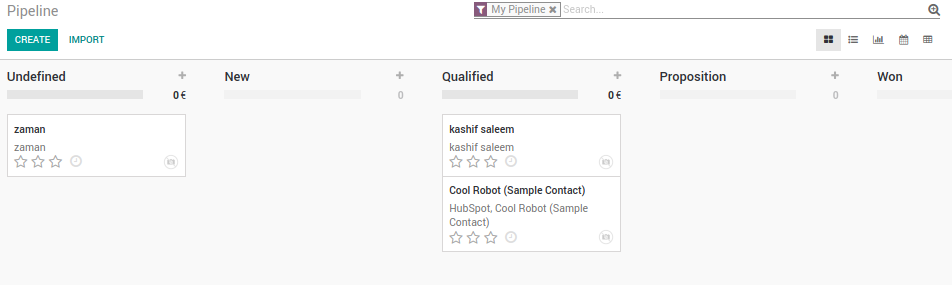 Pipeline
My Pipeline ✖ Search...
CREATE IMPORT
Undefined + New + Qualified + Proposition + Won
0 € 0 0 € 0
zaman
zaman
kashif saleem
kashif saleem
Cool Robot (Sample Contact)
HubSpot, Cool Robot (Sample
Contact)